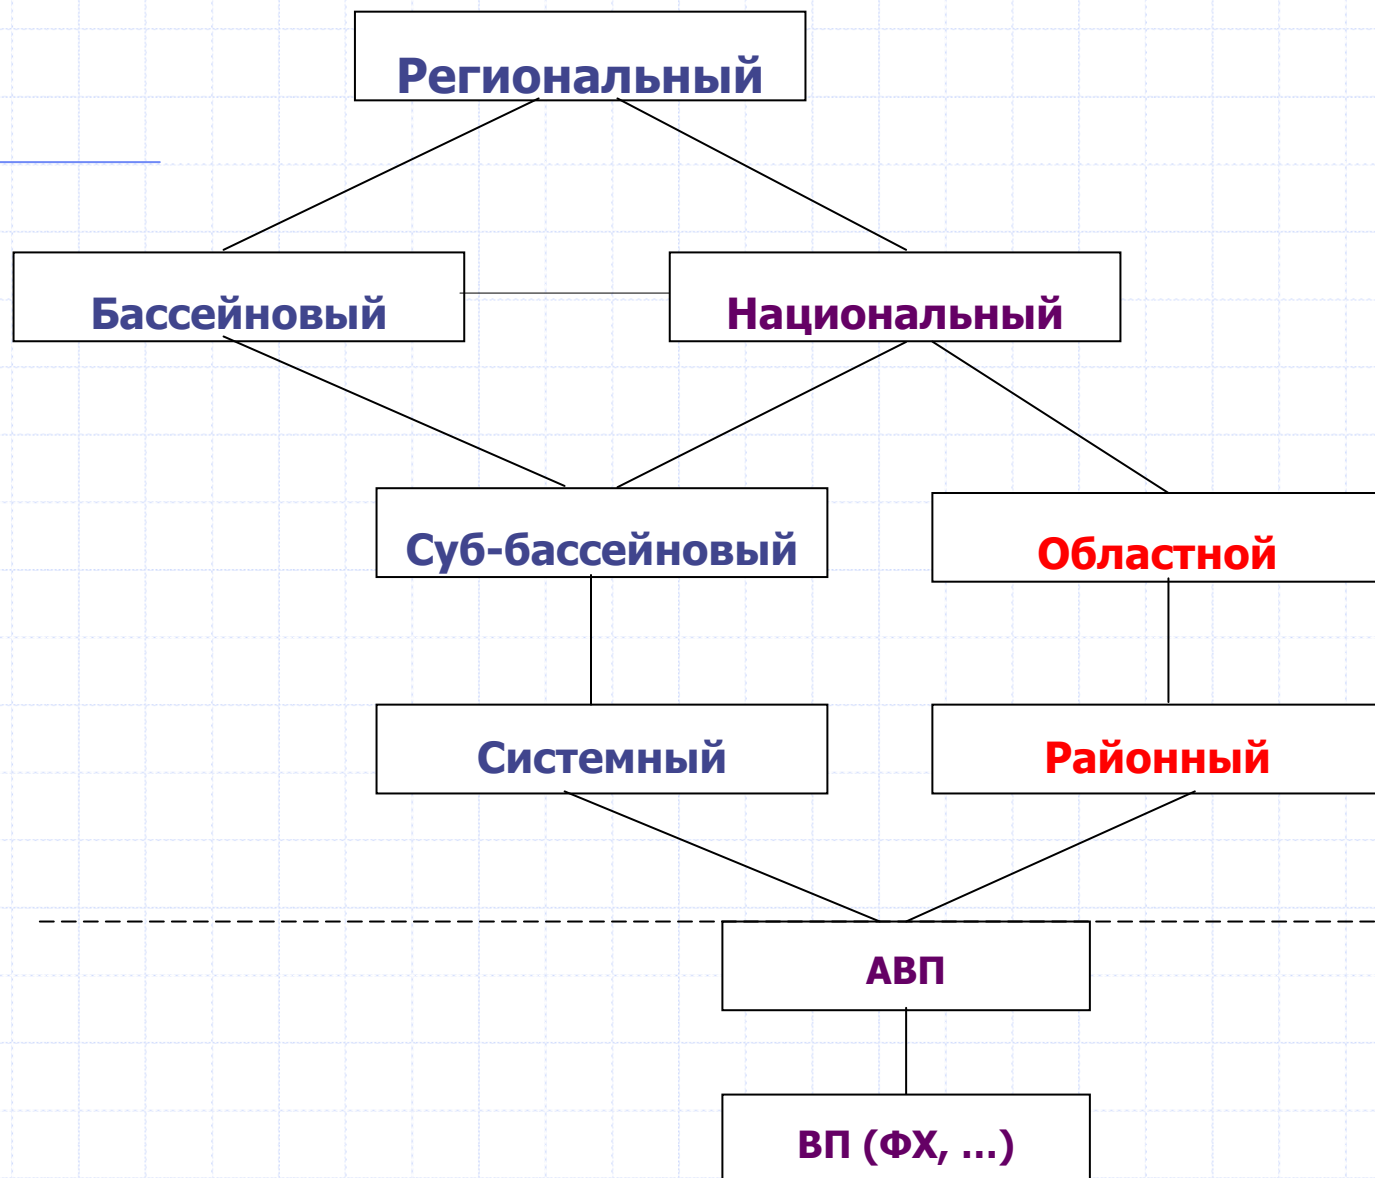 Региональный
Бассейновый
Национальный
Суб-бассейновый
Областной
Системный
Районный
АВП
ВП (ФХ, ...)